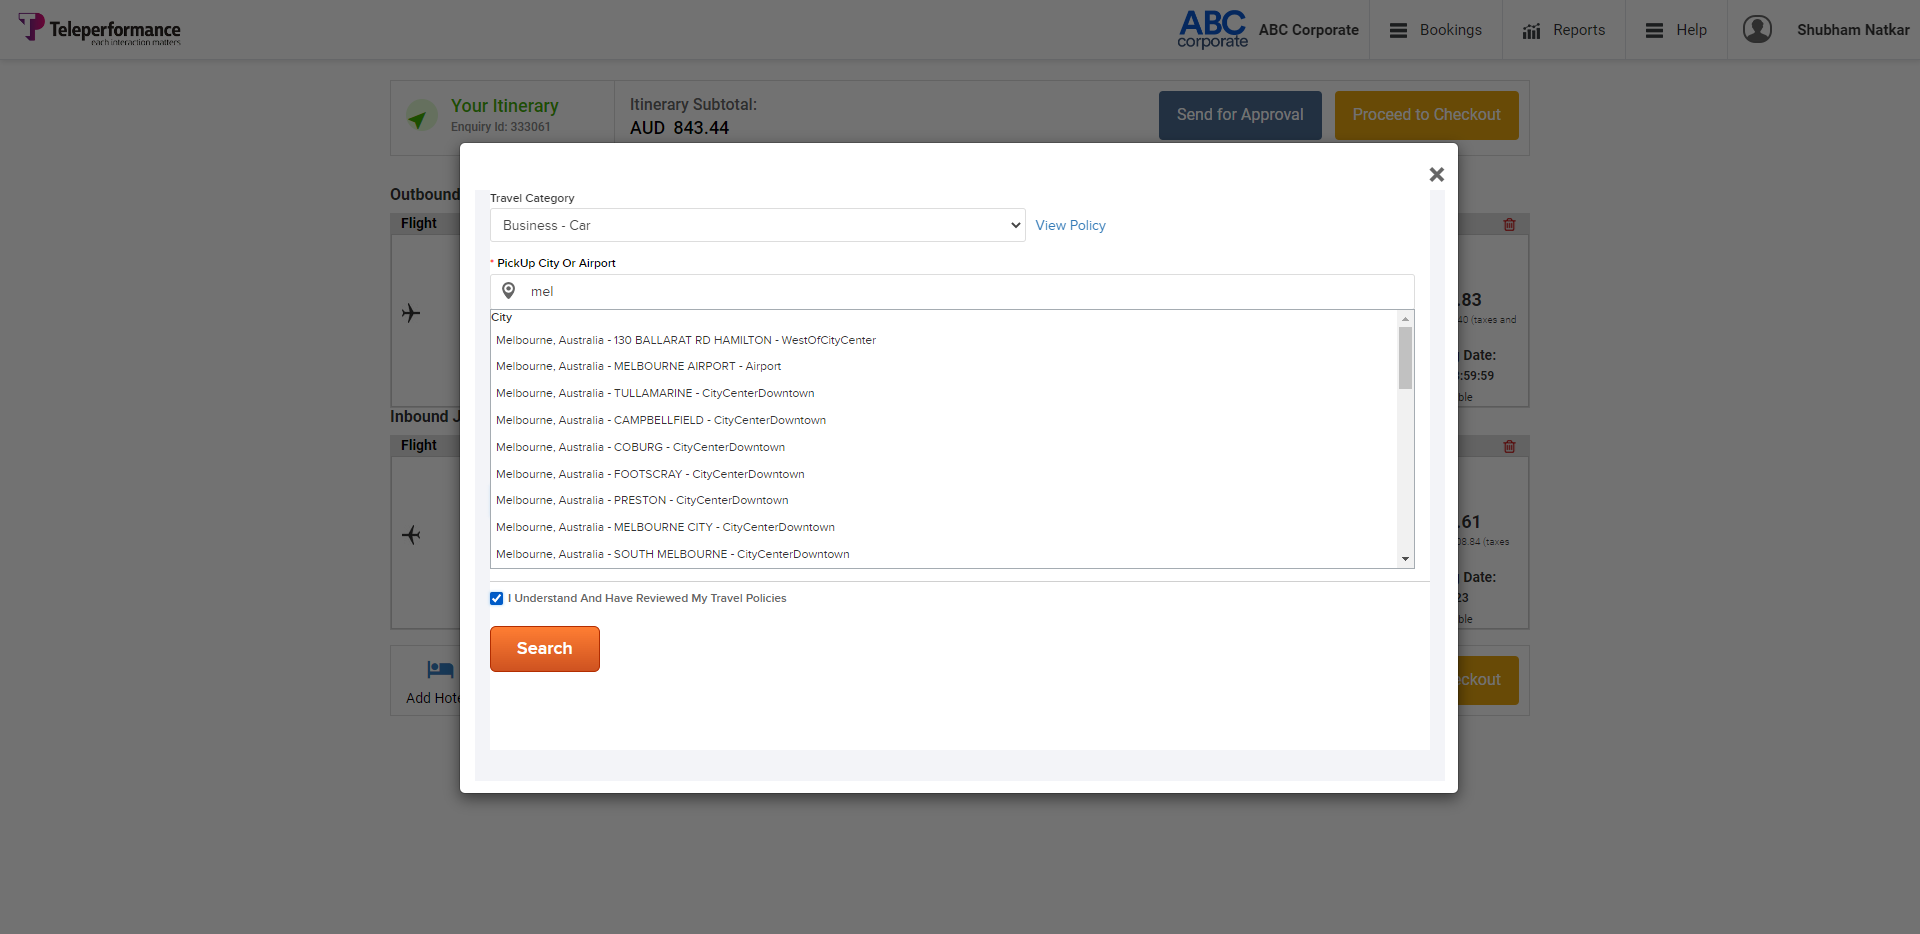 Teleperformance
each interaction matters
ABC
corporate
ABC Corporate
Bookings
Reports
Help
Shubham Natkar
Your Itinerary
Enquiry Id: 333061
Itinerary Subtotal:
AUD 843.44
Send for Approval
Proceed to Checkout
Outbound
Flight
Travel Category
Business - Car
View Policy
* PickUp City Or Airport
mel
City
Melbourne, Australia - 130 BALLARAT RD HAMILTON - WestOfCityCenter
Melbourne, Australia - MELBOURNE AIRPORT - Airport
Melbourne, Australia - TULLAMARINE - CityCenterDowntown
Melbourne, Australia - CAMPBELLFIELD - CityCenterDowntown
Melbourne, Australia - COBURG - CityCenterDowntown
Melbourne, Australia - FOOTSCRAY - CityCenterDowntown
Melbourne, Australia - PRESTON - CityCenterDowntown
Melbourne, Australia - MELBOURNE CITY - CityCenterDowntown
Melbourne, Australia - SOUTH MELBOURNE - CityCenterDowntown
.83
40 (taxes and
Date:
:59:59
ble
Inbound J
Flight
.61
08.84 (taxes
Date:
23
ble
I Understand And Have Reviewed My Travel Policies
Search
Add Hote
eckout